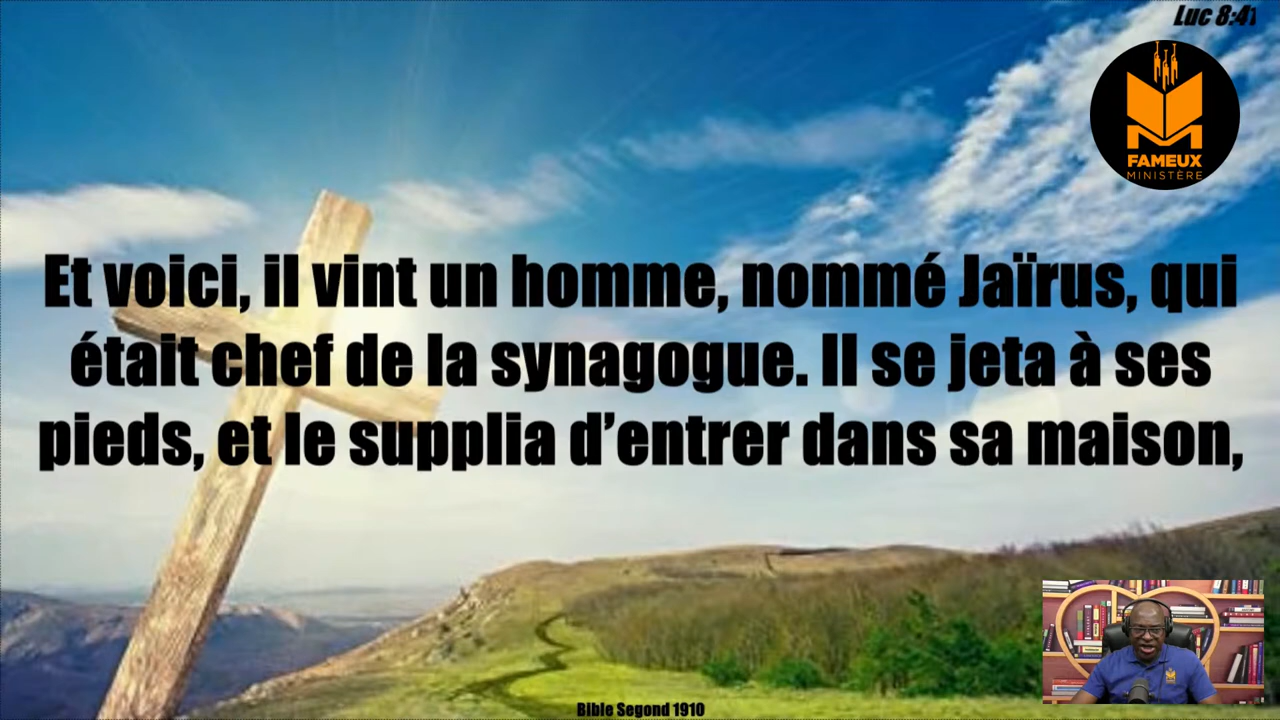 Luc 8:41
FAMEUX
MINISTÈRE
Et voici, il vint un homme, nommé Jaïrus, qui
était chef de la synagogue. Il se jeta à ses
pieds, et le supplia d’entrer dans sa maison,
Bible Segond 1910